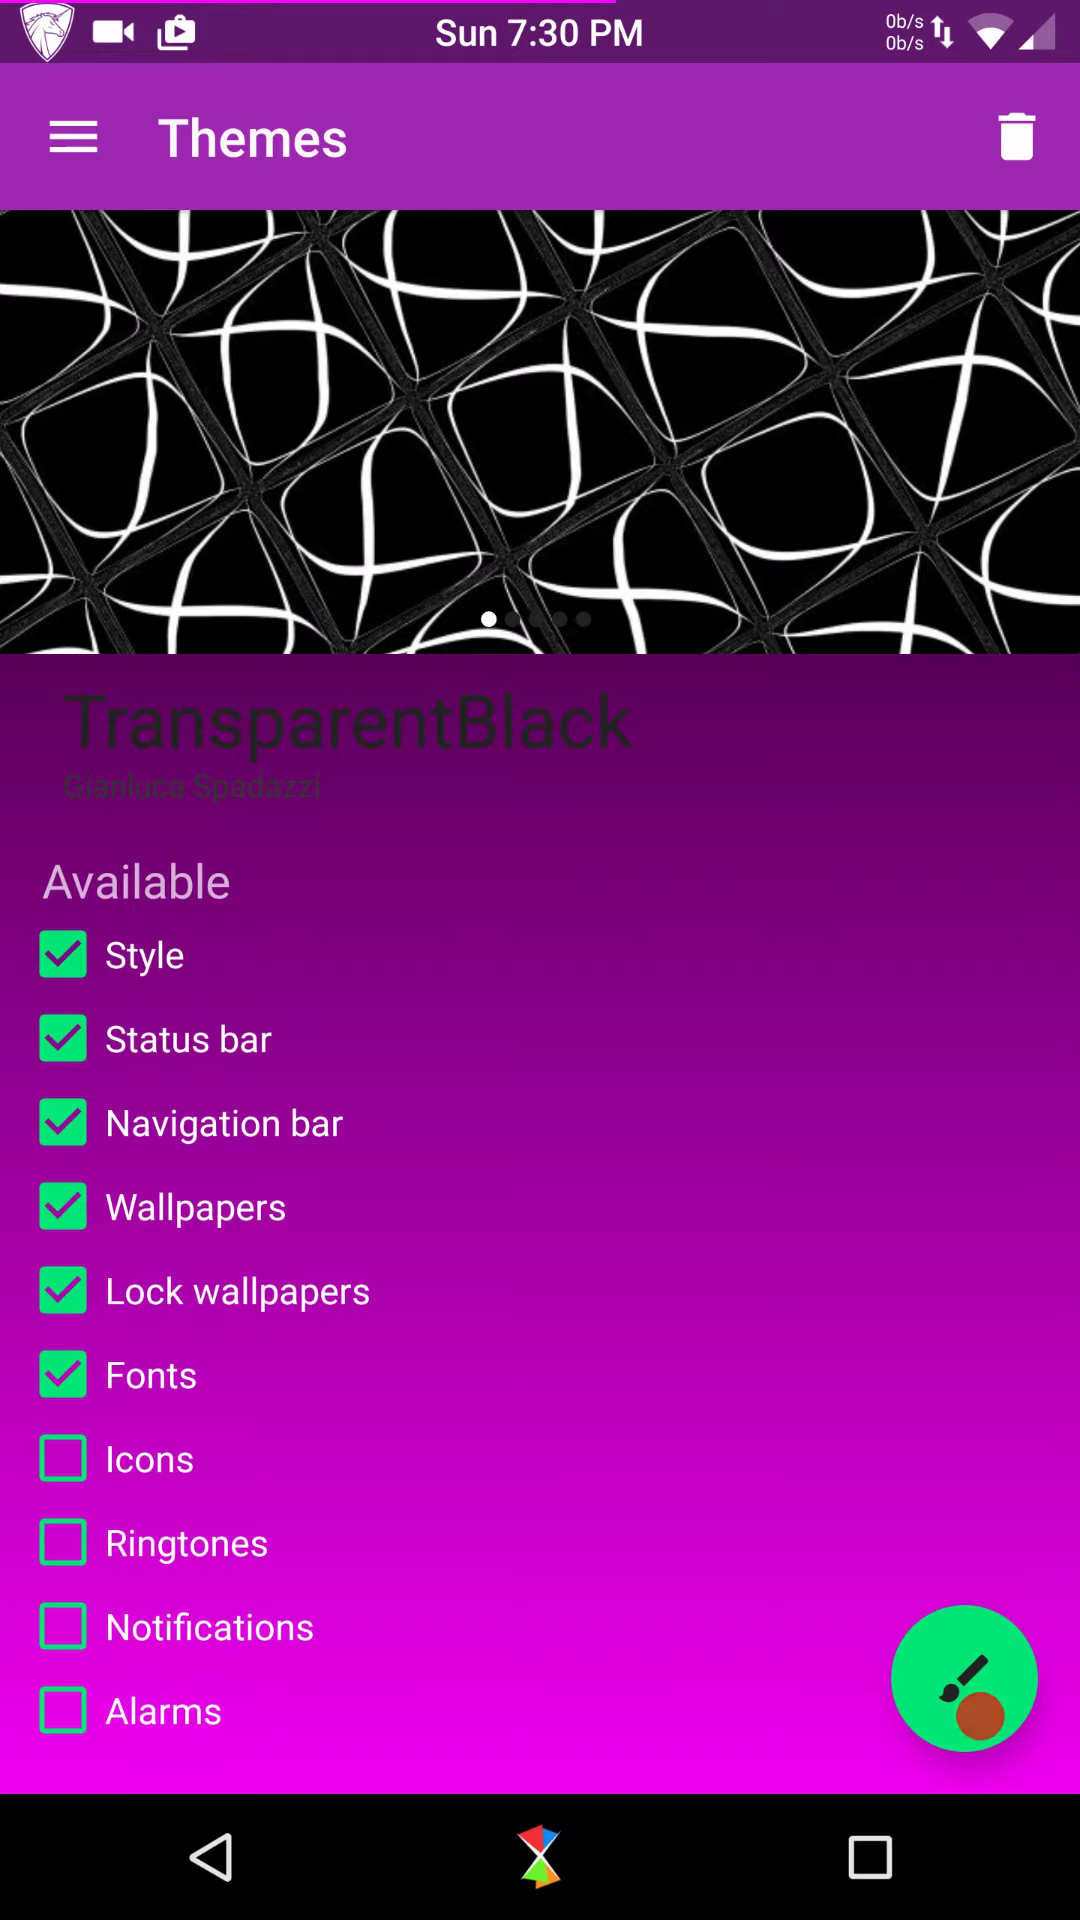 Sun 7:30 PM
0b/s
0b/s
Themes
TransparentBlack
Gianluca Spadazzi
Available
Style
Status bar
Navigation bar
Wallpapers
Lock wallpapers
Fonts
Icons
Ringtones
Notifications
Alarms